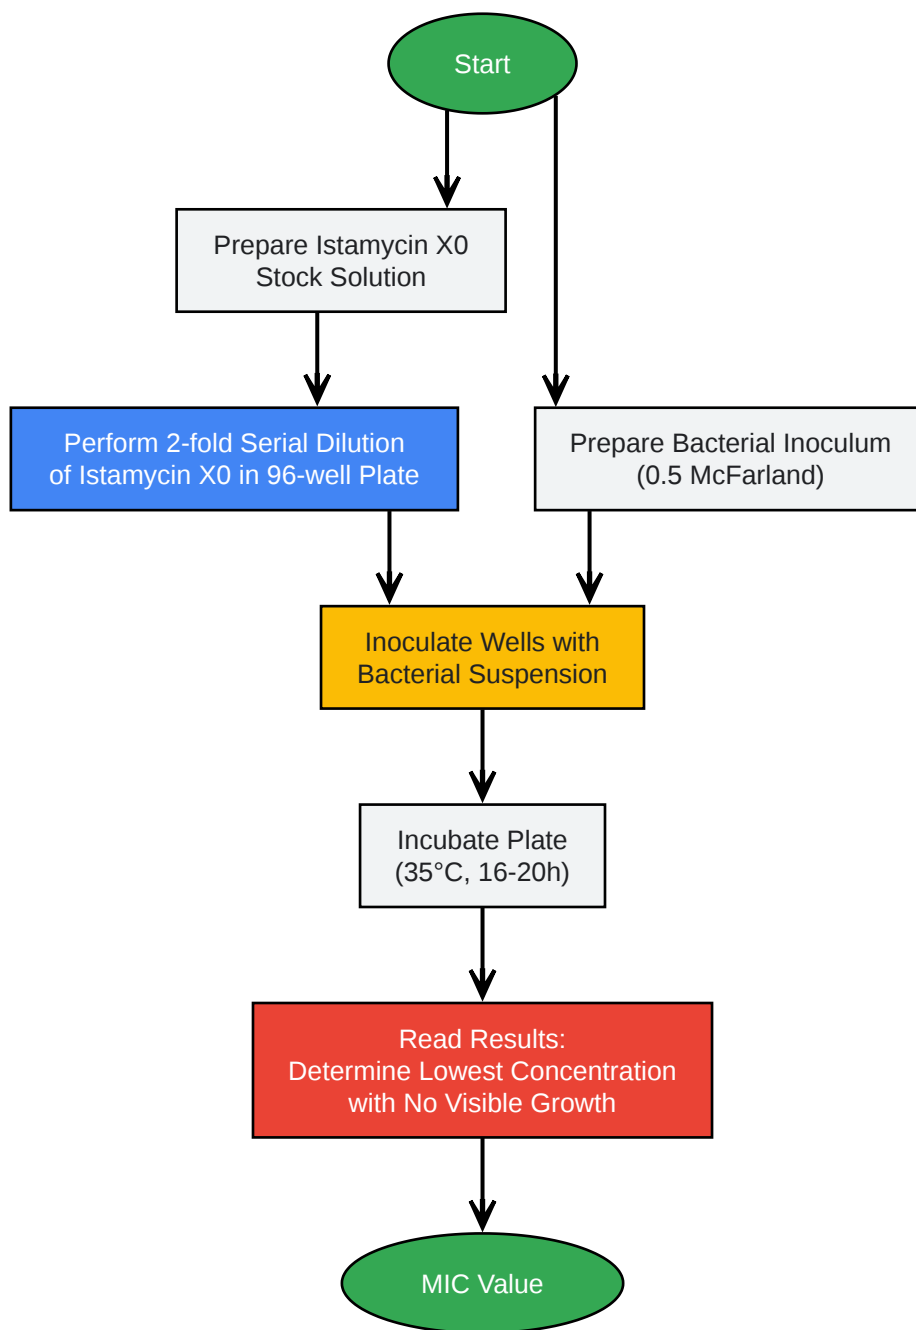 Start
Prepare Istamycin X0
Stock Solution
Perform 2-fold Serial Dilution
of Istamycin X0 in 96-well Plate
Prepare Bacterial Inoculum
(0.5 McFarland)
Inoculate Wells with
Bacterial Suspension
Incubate Plate
(35°C, 16-20h)
Read Results:
Determine Lowest Concentration
with No Visible Growth
MIC Value